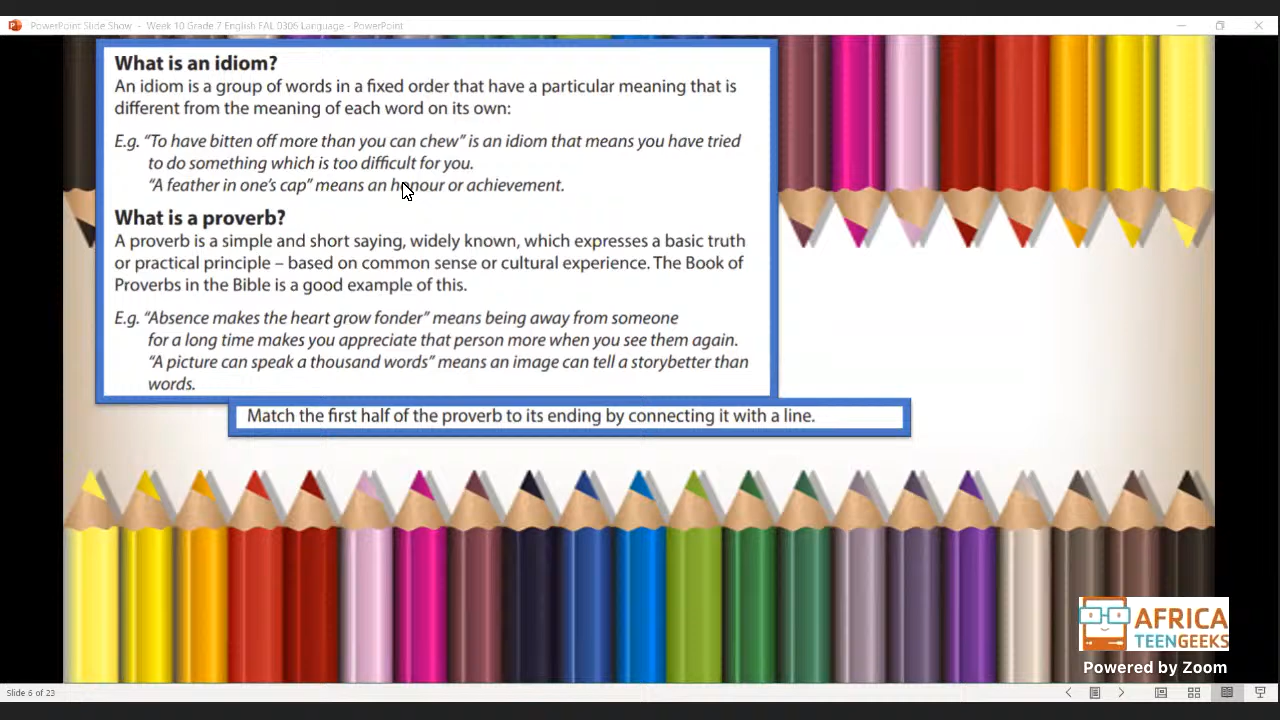 PowerPoint Slide Show - Week 10 Grade 7 English FAL 0306 Language - PowerPoint
What is an idiom?
An idiom is a group of words in a fixed order that have a particular meaning that is
different from the meaning of each word on its own:
E.g. “To have bitten off more than you can chew” is an idiom that means you have tried
to do something which is too difficult for you.
“A feather in one’s cap” means an honour or achievement.
What is a proverb?
A proverb is a simple and short saying, widely known, which expresses a basic truth
or practical principle – based on common sense or cultural experience. The Book of
Proverbs in the Bible is a good example of this.
E.g. “Absence makes the heart grow fonder” means being away from someone
for a long time makes you appreciate that person more when you see them again.
“A picture can speak a thousand words” means an image can tell a storybetter than
words.
Match the first half of the proverb to its ending by connecting it with a line.
AFRICA
TEENGEEKS
Powered by Zoom
Slide 6 of 23